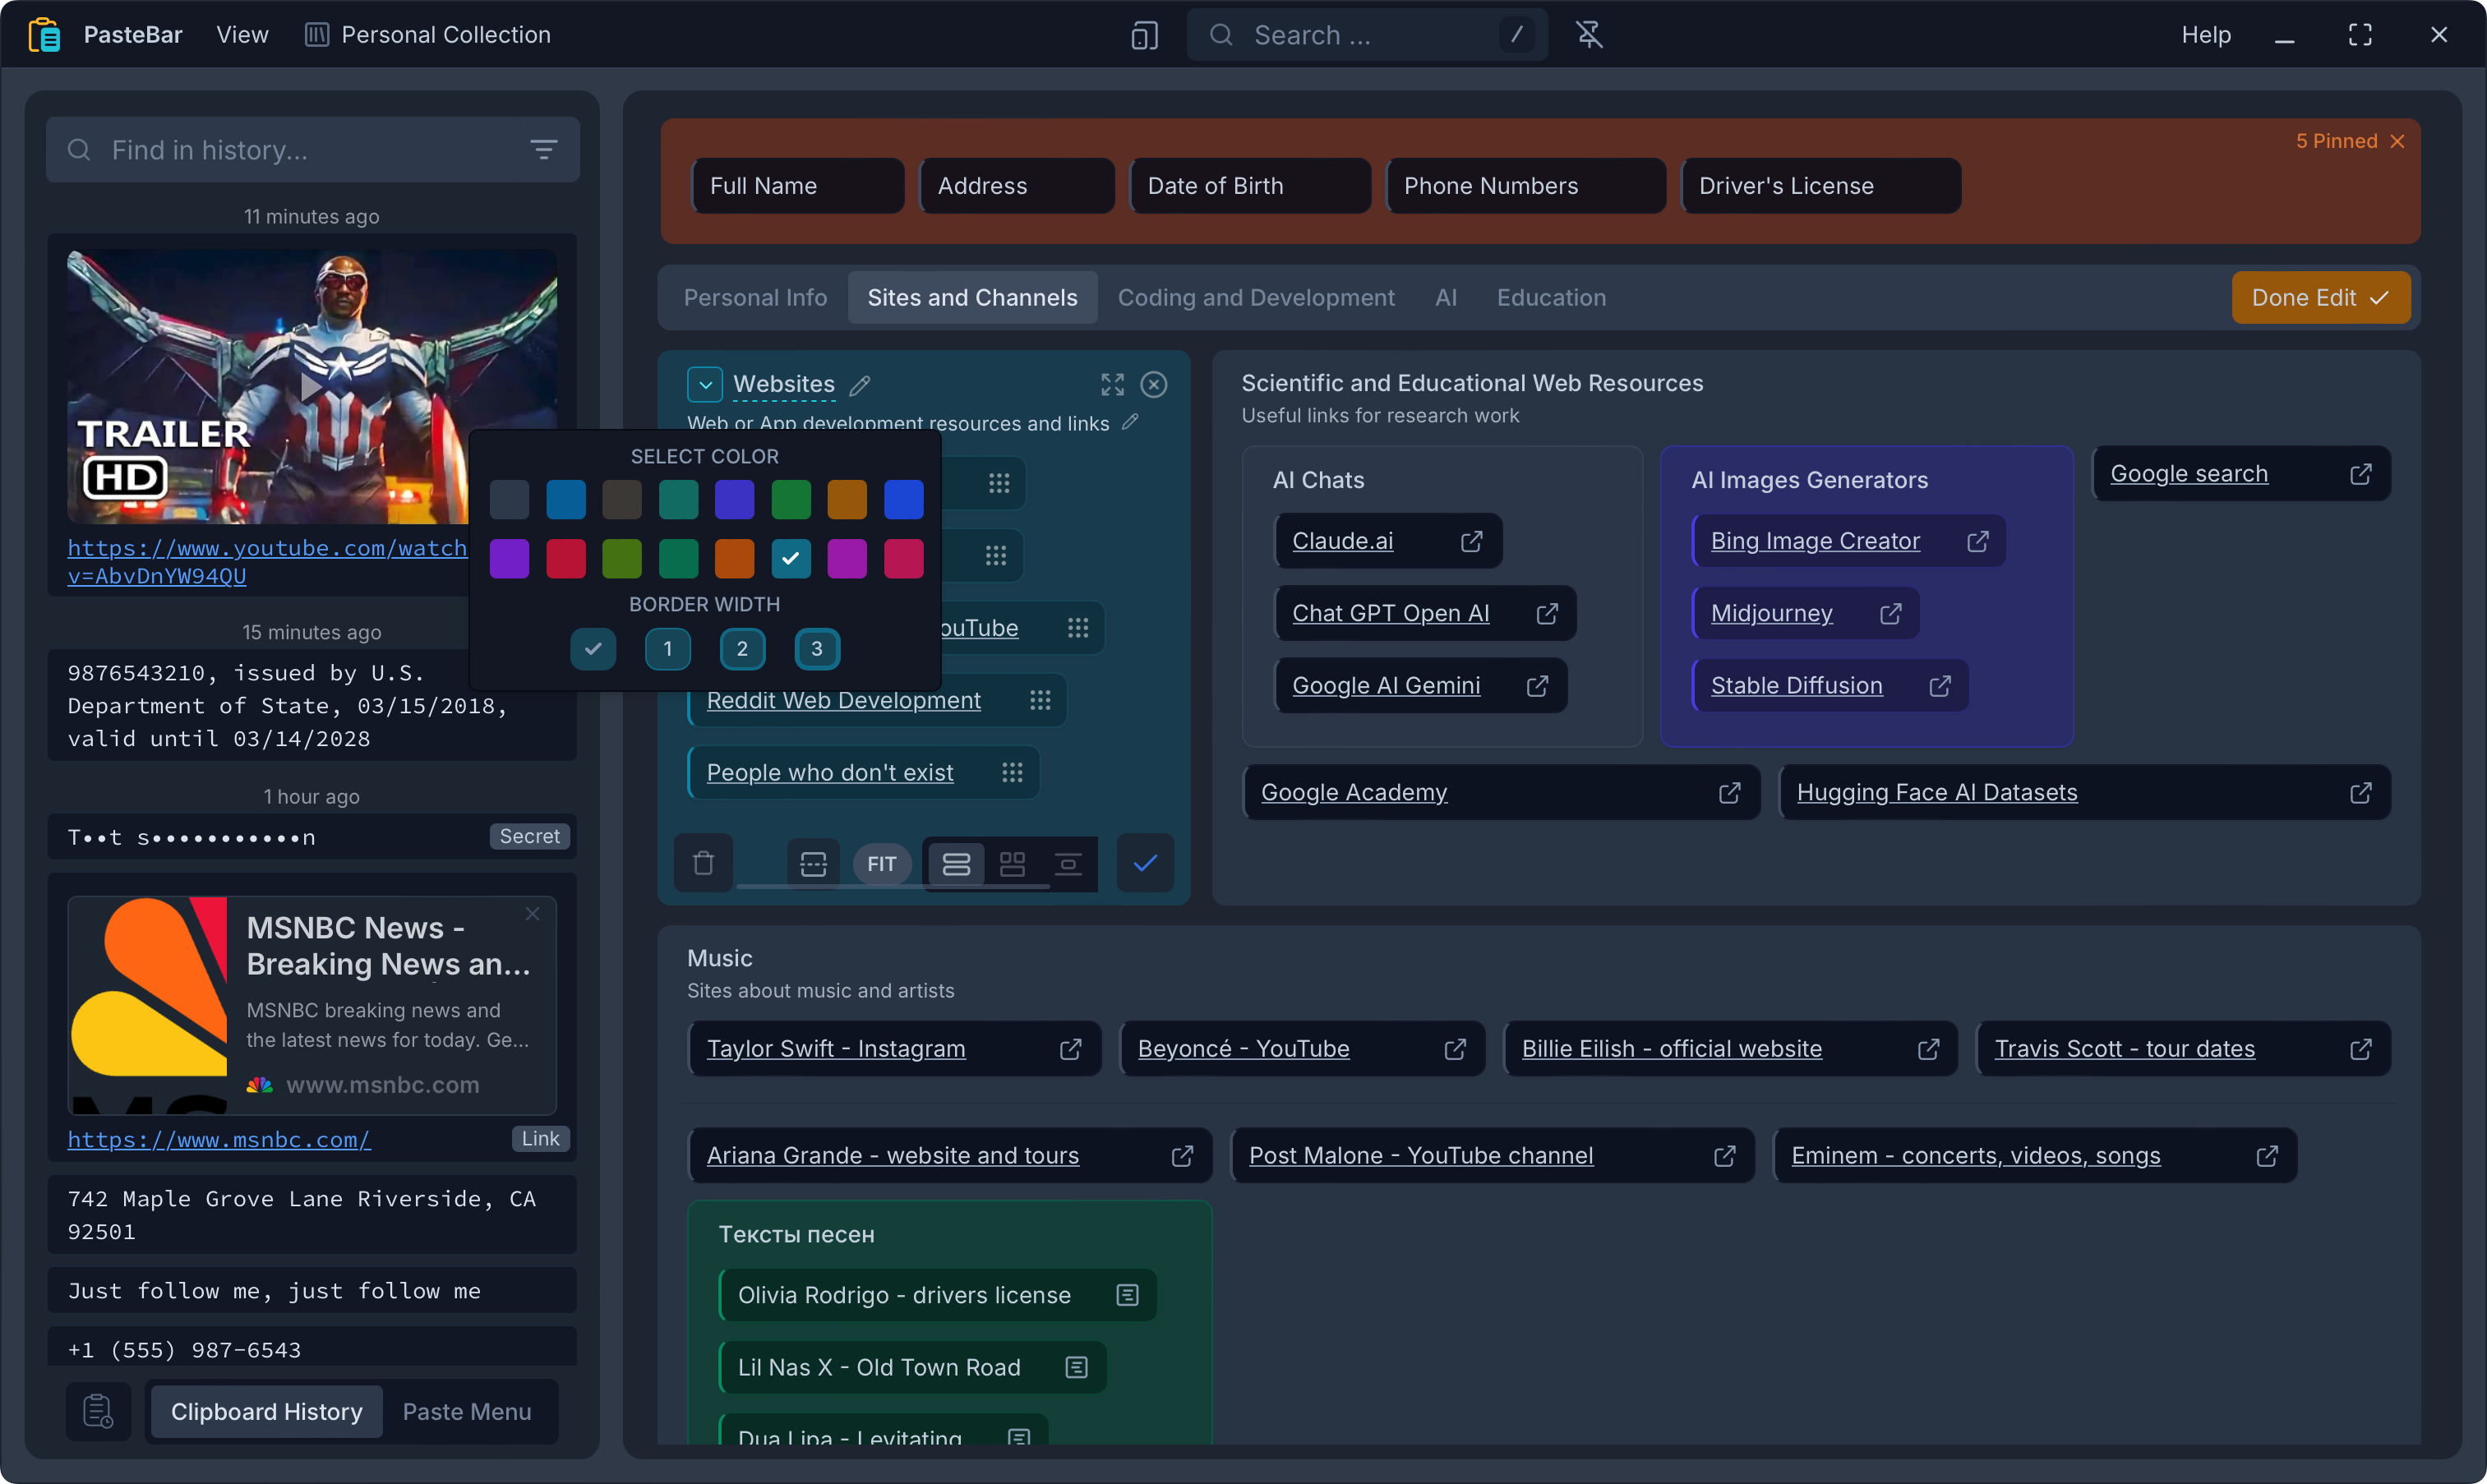 PasteBar
View
Personal Collection
Search ...
/
Help
Find in history...
11 minutes ago
TRAILER
HD
https://www.youtube.com/watch
v=AbvDnYW94QU
15 minutes ago
9876543210, issued by U.S.
Department of State, 03/15/2018,
valid until 03/14/2028
1 hour ago
T••t s•••••••••••n
Secret
MSNBC News -
Breaking News an...
MSNBC breaking news and
the latest news for today. Ge...
www.msnbc.com
https://www.msnbc.com/
Link
742 Maple Grove Lane Riverside, CA
92501
Just follow me, just follow me
+1 (555) 987-6543
Clipboard History
Paste Menu
5 Pinned
Full Name
Address
Date of Birth
Phone Numbers
Driver's License
Personal Info
Sites and Channels
Coding and Development
AI
Education
Done Edit
Websites
Web or App development resources and links
SELECT COLOR
BORDER WIDTH
1
2
3
ouTube
Reddit Web Development
People who don't exist
FIT
Scientific and Educational Web Resources
Useful links for research work
AI Chats
Claude.ai
Chat GPT Open AI
Google AI Gemini
AI Images Generators
Bing Image Creator
Midjourney
Stable Diffusion
Google search
Google Academy
Hugging Face AI Datasets
Music
Sites about music and artists
Taylor Swift - Instagram
Beyoncé - YouTube
Billie Eilish - official website
Travis Scott - tour dates
Ariana Grande - website and tours
Post Malone - YouTube channel
Eminem - concerts, videos, songs
Тексты песен
Olivia Rodrigo - drivers license
Lil Nas X - Old Town Road
Dua Lipa - Levitating